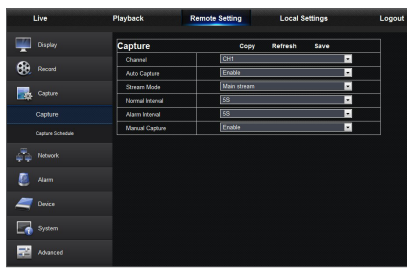 Live Playback Remote Setting Local Settings Logout
Display
Record
Capture
Capture
Capture Schedule
Network
Alarm
Device
System
Advanced
Capture Copy Refresh Save
Channel CH1
Auto Capture Enable
Stream Mode Main stream
Normal Interval 5S
Alarm Interval 5S
Manual Capture Enable